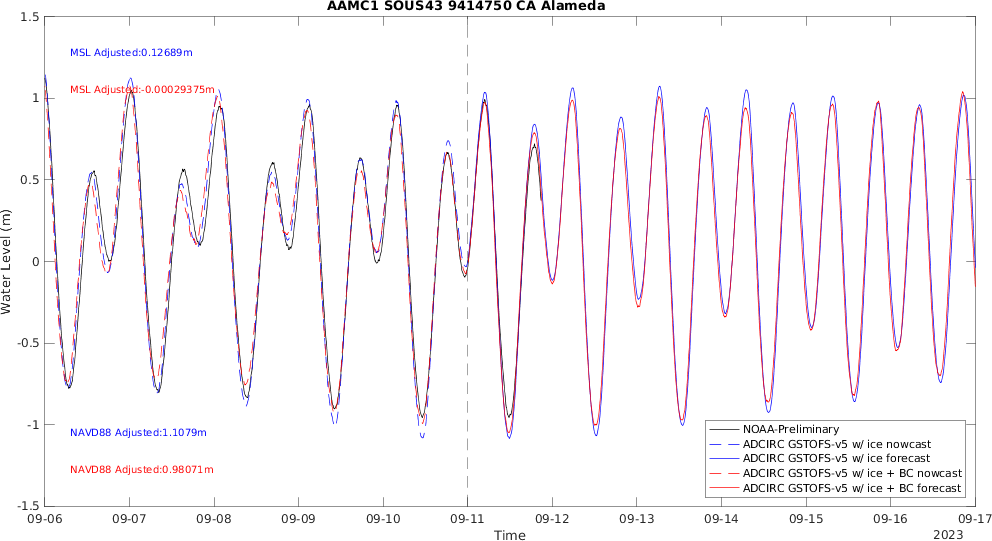 AAMC1 SOUS43 9414750 CA Alameda
1.5
MSL Adjusted:0.12689m
MSL Adjusted:-0.00029375m
1
0.5
Water Level (m)
0
-0.5
-1
NAVD88 Adjusted:1.1079m
NAVD88 Adjusted:0.98071m
NOAA-Preliminary
ADCIRC GSTOFS-v5 w/ ice nowcast
ADCIRC GSTOFS-v5 w/ ice forecast
ADCIRC GSTOFS-v5 w/ ice + BC nowcast
ADCIRC GSTOFS-v5 w/ ice + BC forecast
-1.5
09-06 09-07 09-08 09-09 09-10 09-11 09-12 09-13 09-14 09-15 09-16 09-17
Time
2023